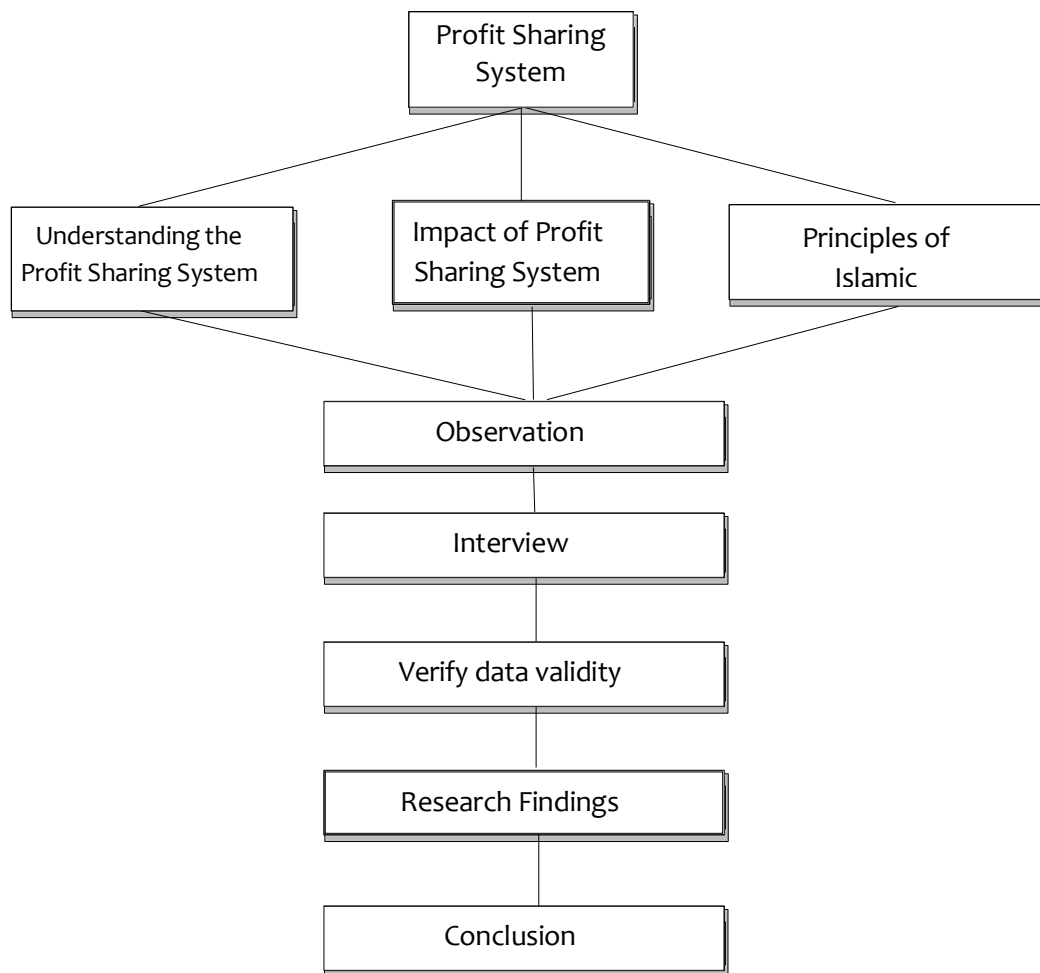 Profit Sharing
System
Understanding the
Profit Sharing System
Impact of Profit
Sharing System
Principles of
Islamic
Observation
Interview
Verify data validity
Research Findings
Conclusion